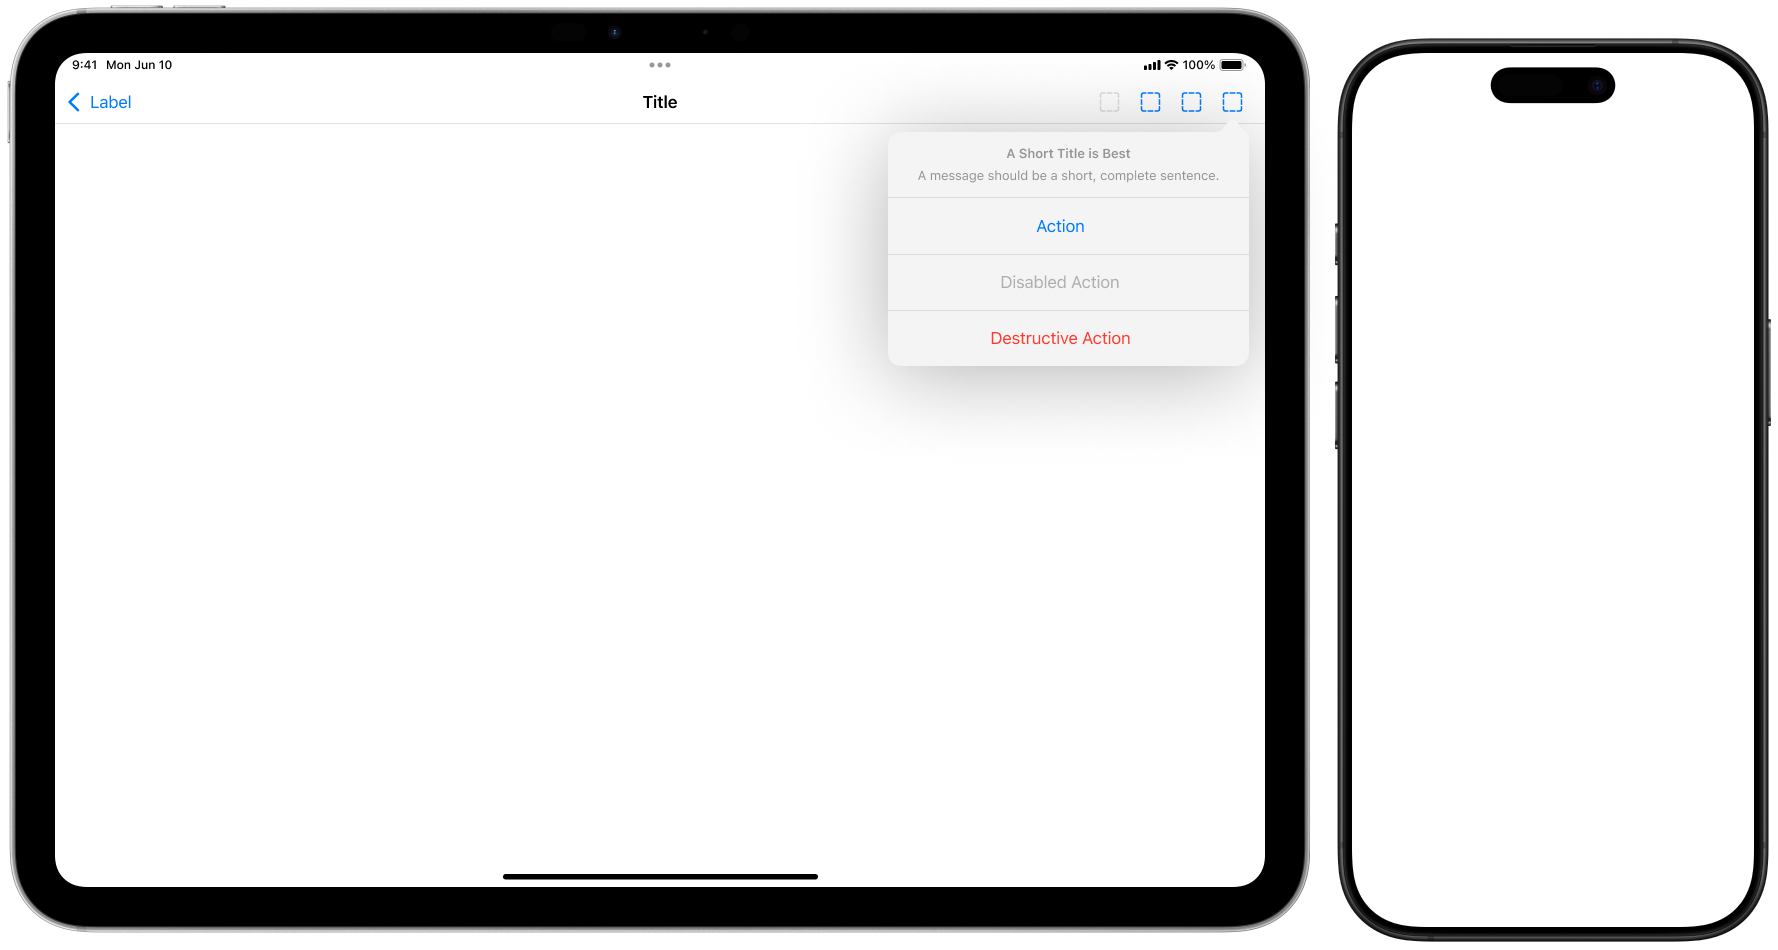 9:41 Mon Jun 10
100%
Label
Title
A Short Title is Best
A message should be a short, complete sentence.
Action
Disabled Action
Destructive Action